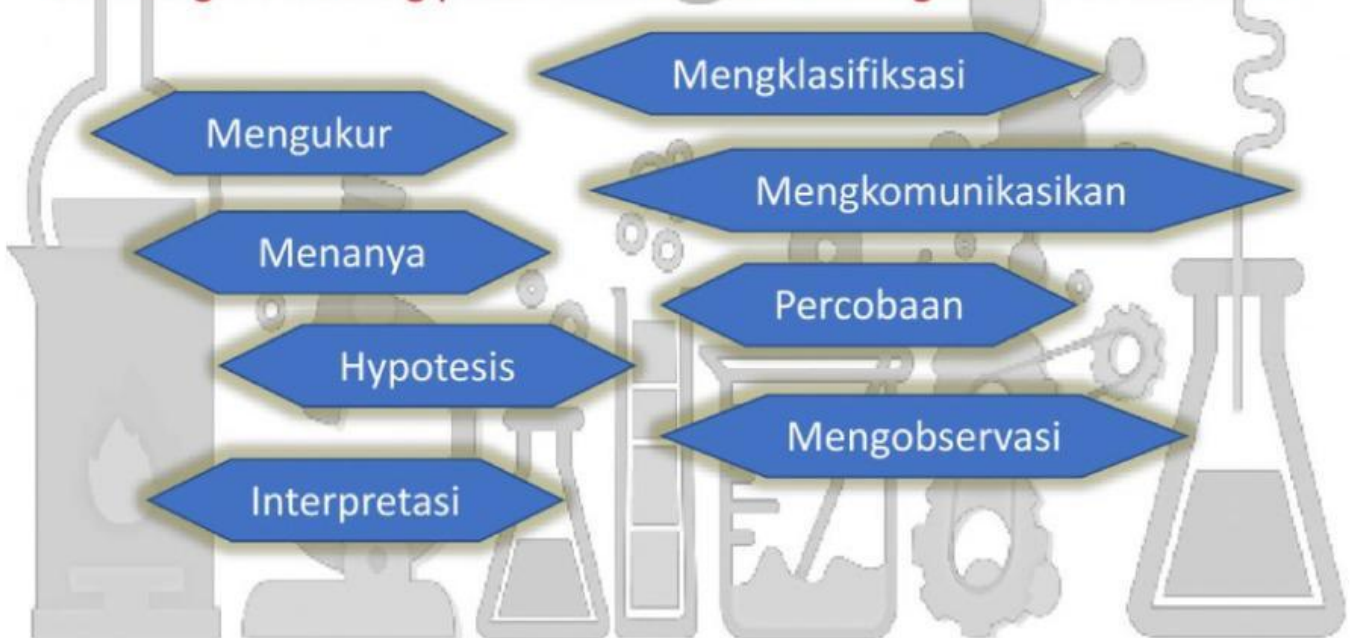 Mengklasifiksasi
Mengukur
Mengkomunikasikan
Menanya
Percobaan
Hypotesis
Mengobservasi
Interpretasi